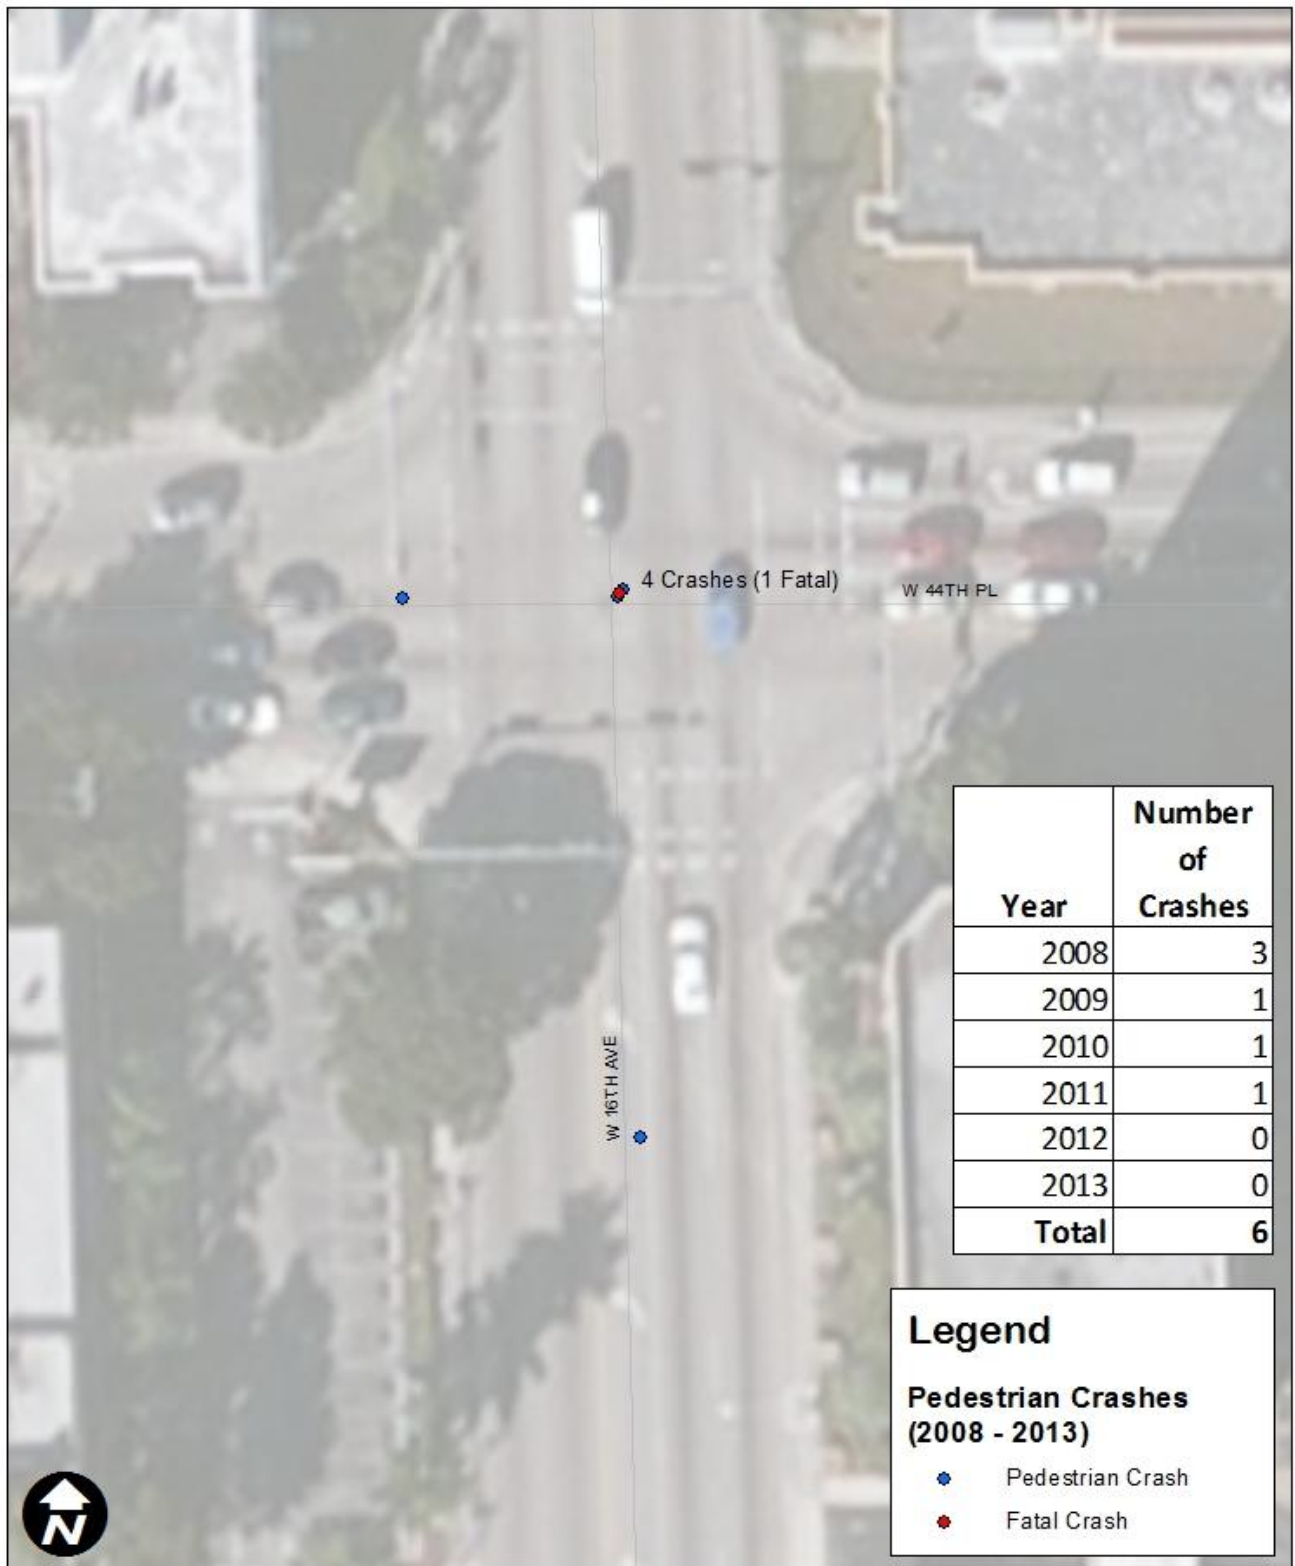 4 Crashes (1 Fatal)
W 44TH PL
W 16TH AVE
Year Number of Crashes
2008 3
2009 1
2010 1
2011 1
2012 0
2013 0
Total 6
Legend
Pedestrian Crashes
(2008 - 2013)
Pedestrian Crash
Fatal Crash
N